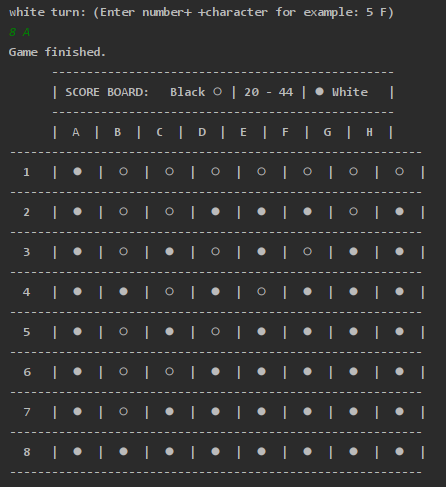 white turn: (Enter number+ +character for example: 5 F)
8 A
Game finished.
---------------------------------------------------
| SCORE BOARD: Black ○ | 20 - 44 | ● White |
---------------------------------------------------
| A | B | C | D | E | F | G | H |
-------------------------------------------------------------
1 | ● | ○ | ○ | ○ | ○ | ○ | ○ | ○ |
-------------------------------------------------------------
2 | ● | ○ | ○ | ● | ● | ● | ○ | ● |
-------------------------------------------------------------
3 | ● | ○ | ● | ○ | ● | ○ | ● | ● |
-------------------------------------------------------------
4 | ● | ● | ○ | ● | ○ | ● | ● | ● |
-------------------------------------------------------------
5 | ● | ○ | ● | ○ | ● | ● | ● | ● |
-------------------------------------------------------------
6 | ● | ○ | ○ | ● | ● | ● | ● | ● |
-------------------------------------------------------------
7 | ● | ○ | ● | ● | ● | ● | ● | ● |
-------------------------------------------------------------
8 | ● | ● | ● | ● | ● | ● | ● | ● |
-------------------------------------------------------------